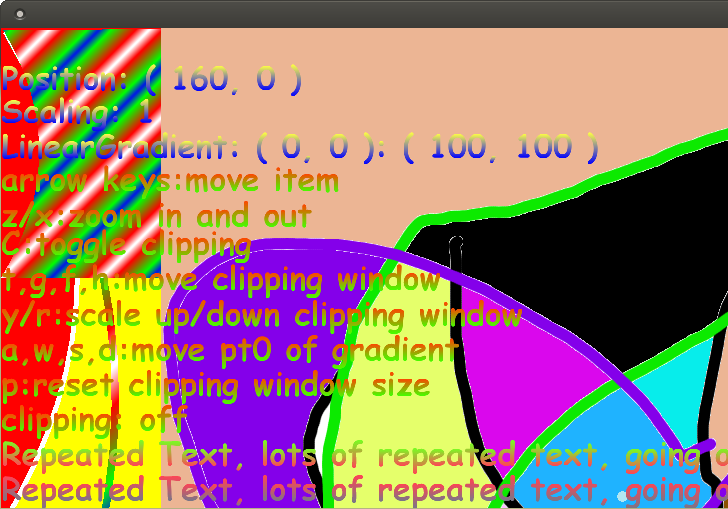 Position: ( 160, 0 )
Scaling: 1
LinearGradient: ( 0, 0 ): ( 100, 100 )
arrow keys:move item
z/x:zoom in and out
C:toggle clipping
t,g,f,h:move clipping window
y/r:scale up/down clipping window
a,w,s,d:move pt0 of gradient
p:reset clipping window size
clipping: off
Repeated Text, lots of repeated text, going o
Repeated Text, lots of repeated text, going o